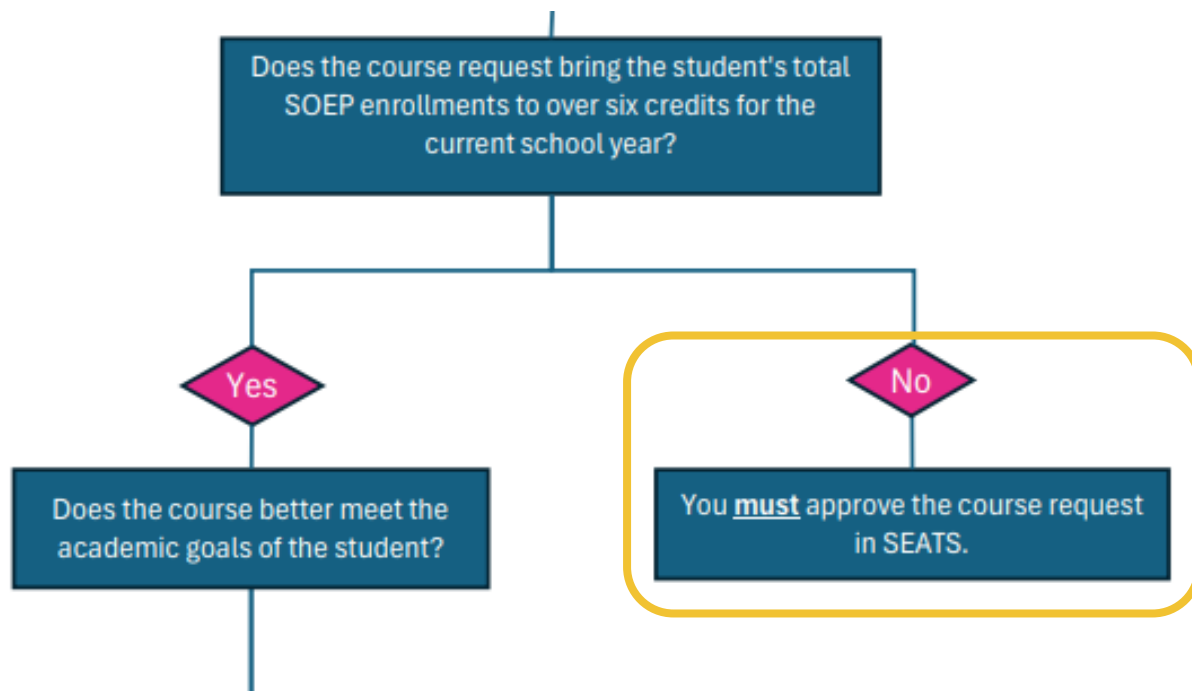 Does the course request bring the student's total
SOEP enrollments to over six credits for the
current school year?
Yes
No
Does the course better meet the
academic goals of the student?
You must approve the course request
in SEATS.